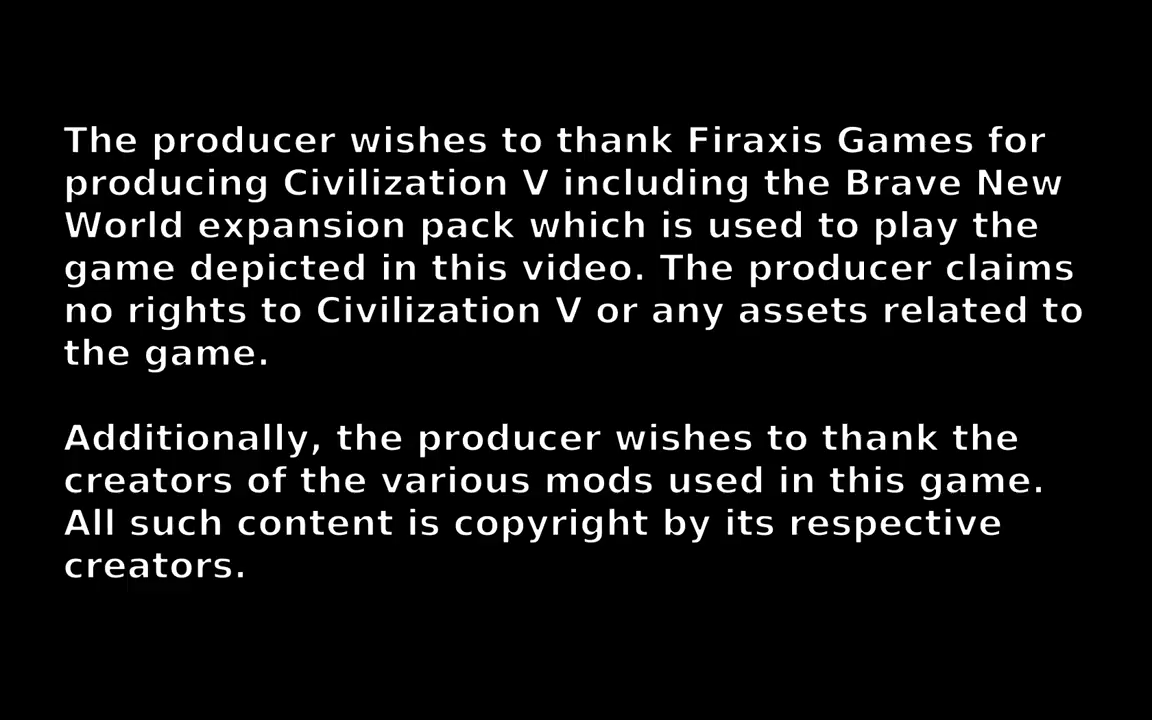 The producer wishes to thank Firaxis Games for
producing Civilization V including the Brave New
World expansion pack which is used to play the
game depicted in this video. The producer claims
no rights to Civilization V or any assets related to
the game.
Additionally, the producer wishes to thank the
creators of the various mods used in this game.
All such content is copyright by its respective
creators.